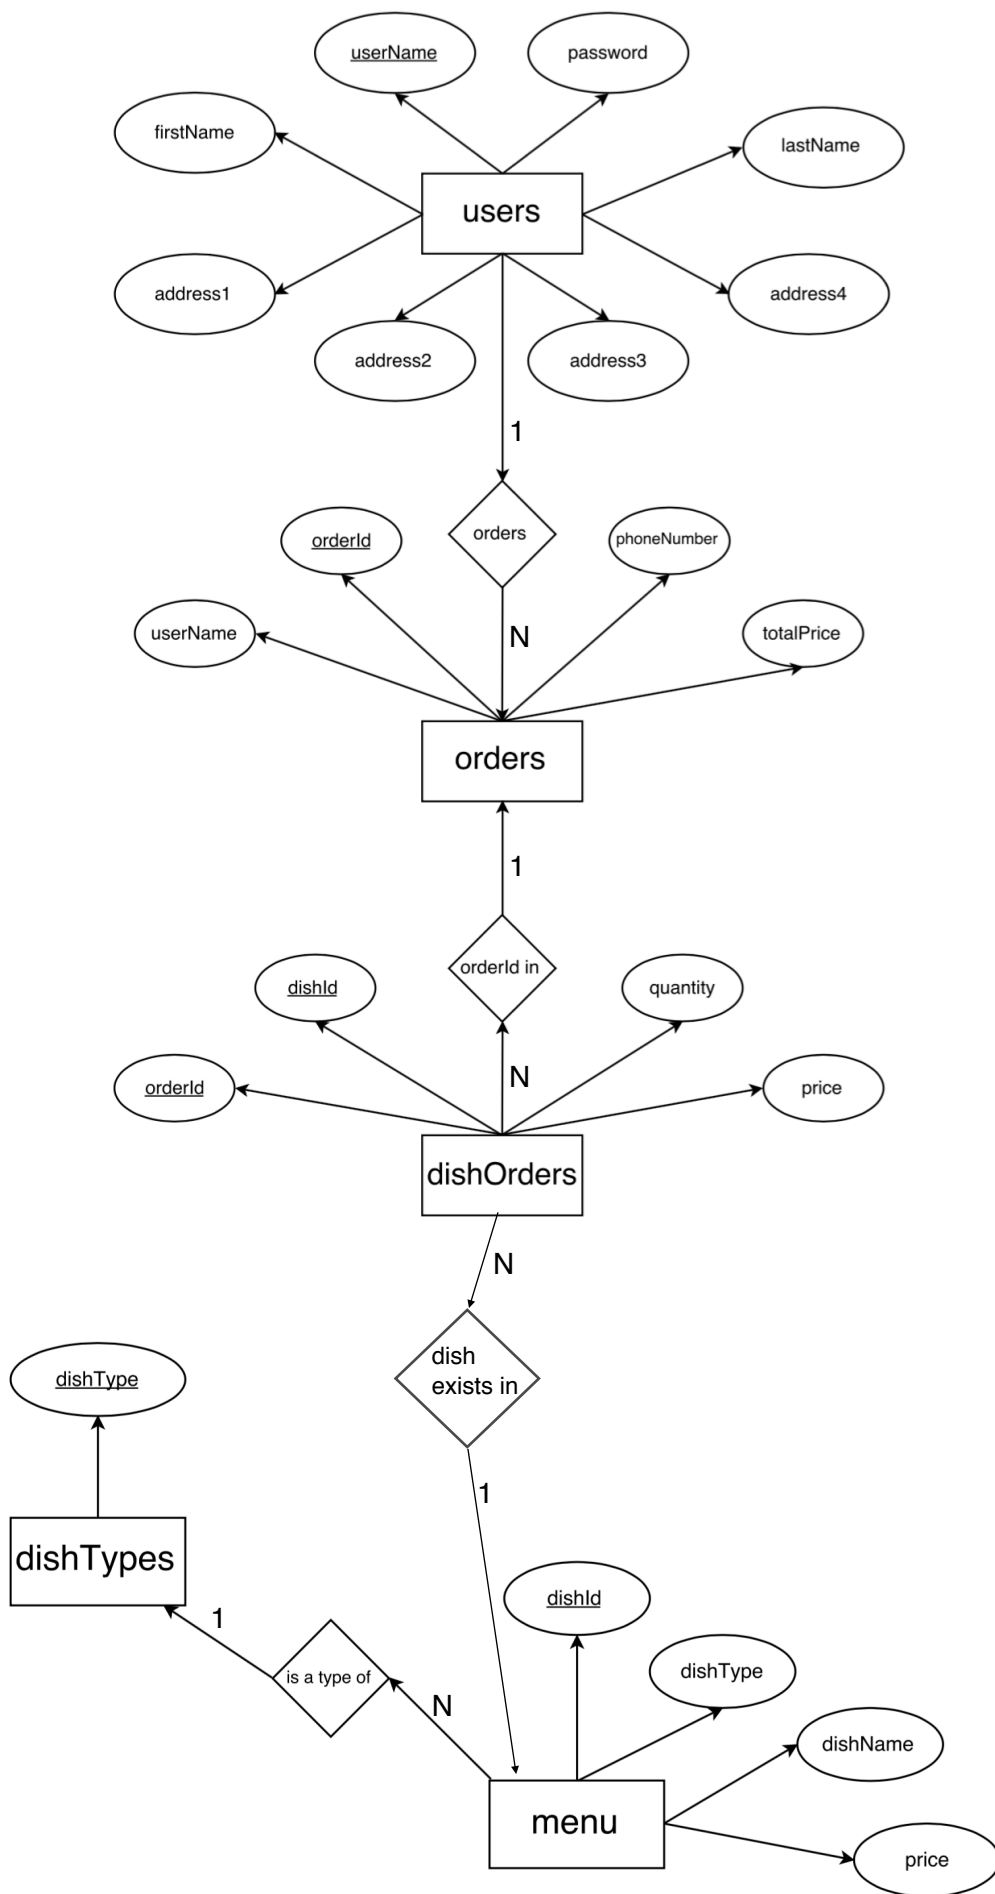 userName
password
firstName
lastName
users
address1
address4
address2
address3
1
orderId
orders
phoneNumber
userName
N
totalPrice
orders
1
dishId
orderId in
quantity
orderId
N
price
dishOrders
N
dish
exists in
dishType
1
dishTypes
dishId
1
is a type of
dishType
N
dishName
menu
price